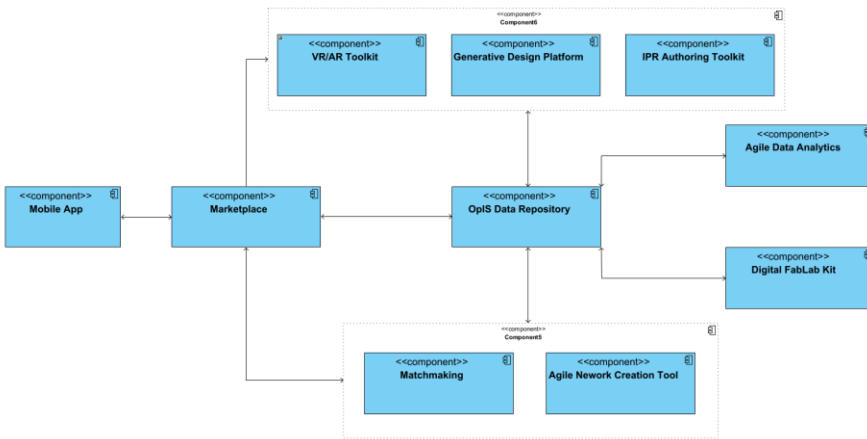 <<component>>
Component6
<<component>>
VR/AR Toolkit
<<component>>
Generative Design Platform
<<component>>
IPR Authoring Toolkit
<<component>>
Agile Data Analytics
<<component>>
Mobile App
<<component>>
Marketplace
<<component>>
OpIS Data Repository
<<component>>
Digital FabLab Kit
<<component>>
Component5
<<component>>
Matchmaking
<<component>>
Agile Nework Creation Tool